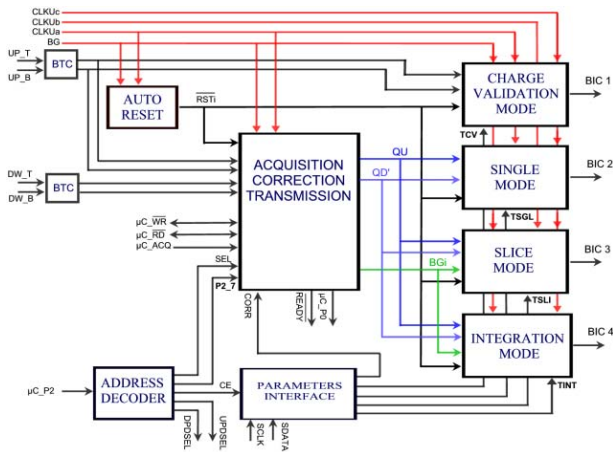 CLKUc
CLKUb
CLKUa
BG
UP_T
UP_B
BTC
AUTO
RESET
RSTi
CHARGE
VALIDATION
MODE
BIC 1
TCV
ACQUISITION
CORRECTION
TRANSMISSION
QU
QD'
SINGLE
MODE
BIC 2
TSGL
DW_T
DW_B
BTC
µC_WR
µC_RD
µC_ACQ
SEL
P2_7
CORR
READY
µC_P0
BGi
SLICE
MODE
BIC 3
TSLI
INTEGRATION
MODE
BIC 4
TINT
µC_P2
ADDRESS
DECODER
CE
PARAMETERS
INTERFACE
DPDSEL
UPDSEL
SCLK
SDATA